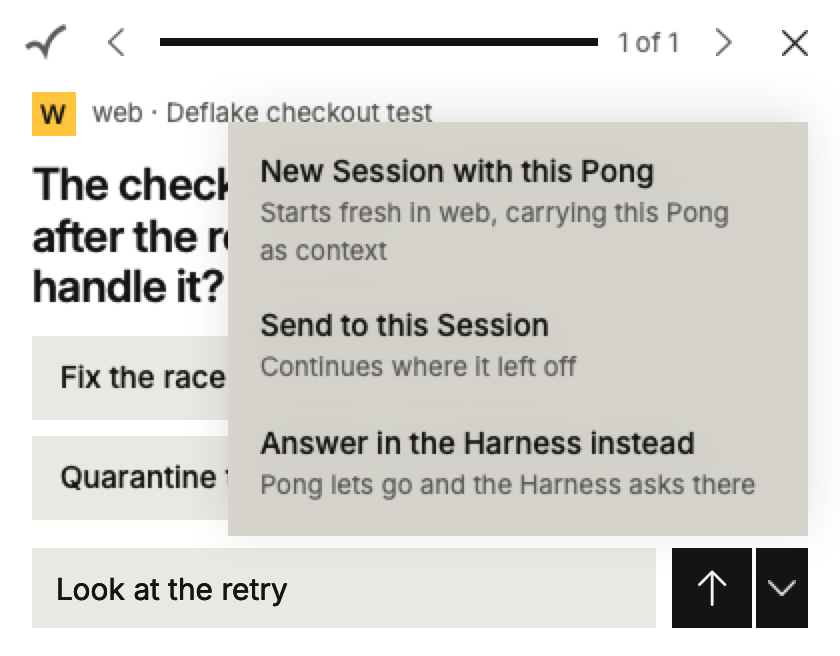 1 of 1
W
web · Deflake checkout test
The check
after the r
handle it?
New Session with this Pong
Starts fresh in web, carrying this Pong
as context
Send to this Session
Continues where it left off
Answer in the Harness instead
Pong lets go and the Harness asks there
Fix the race
Quarantine
Look at the retry